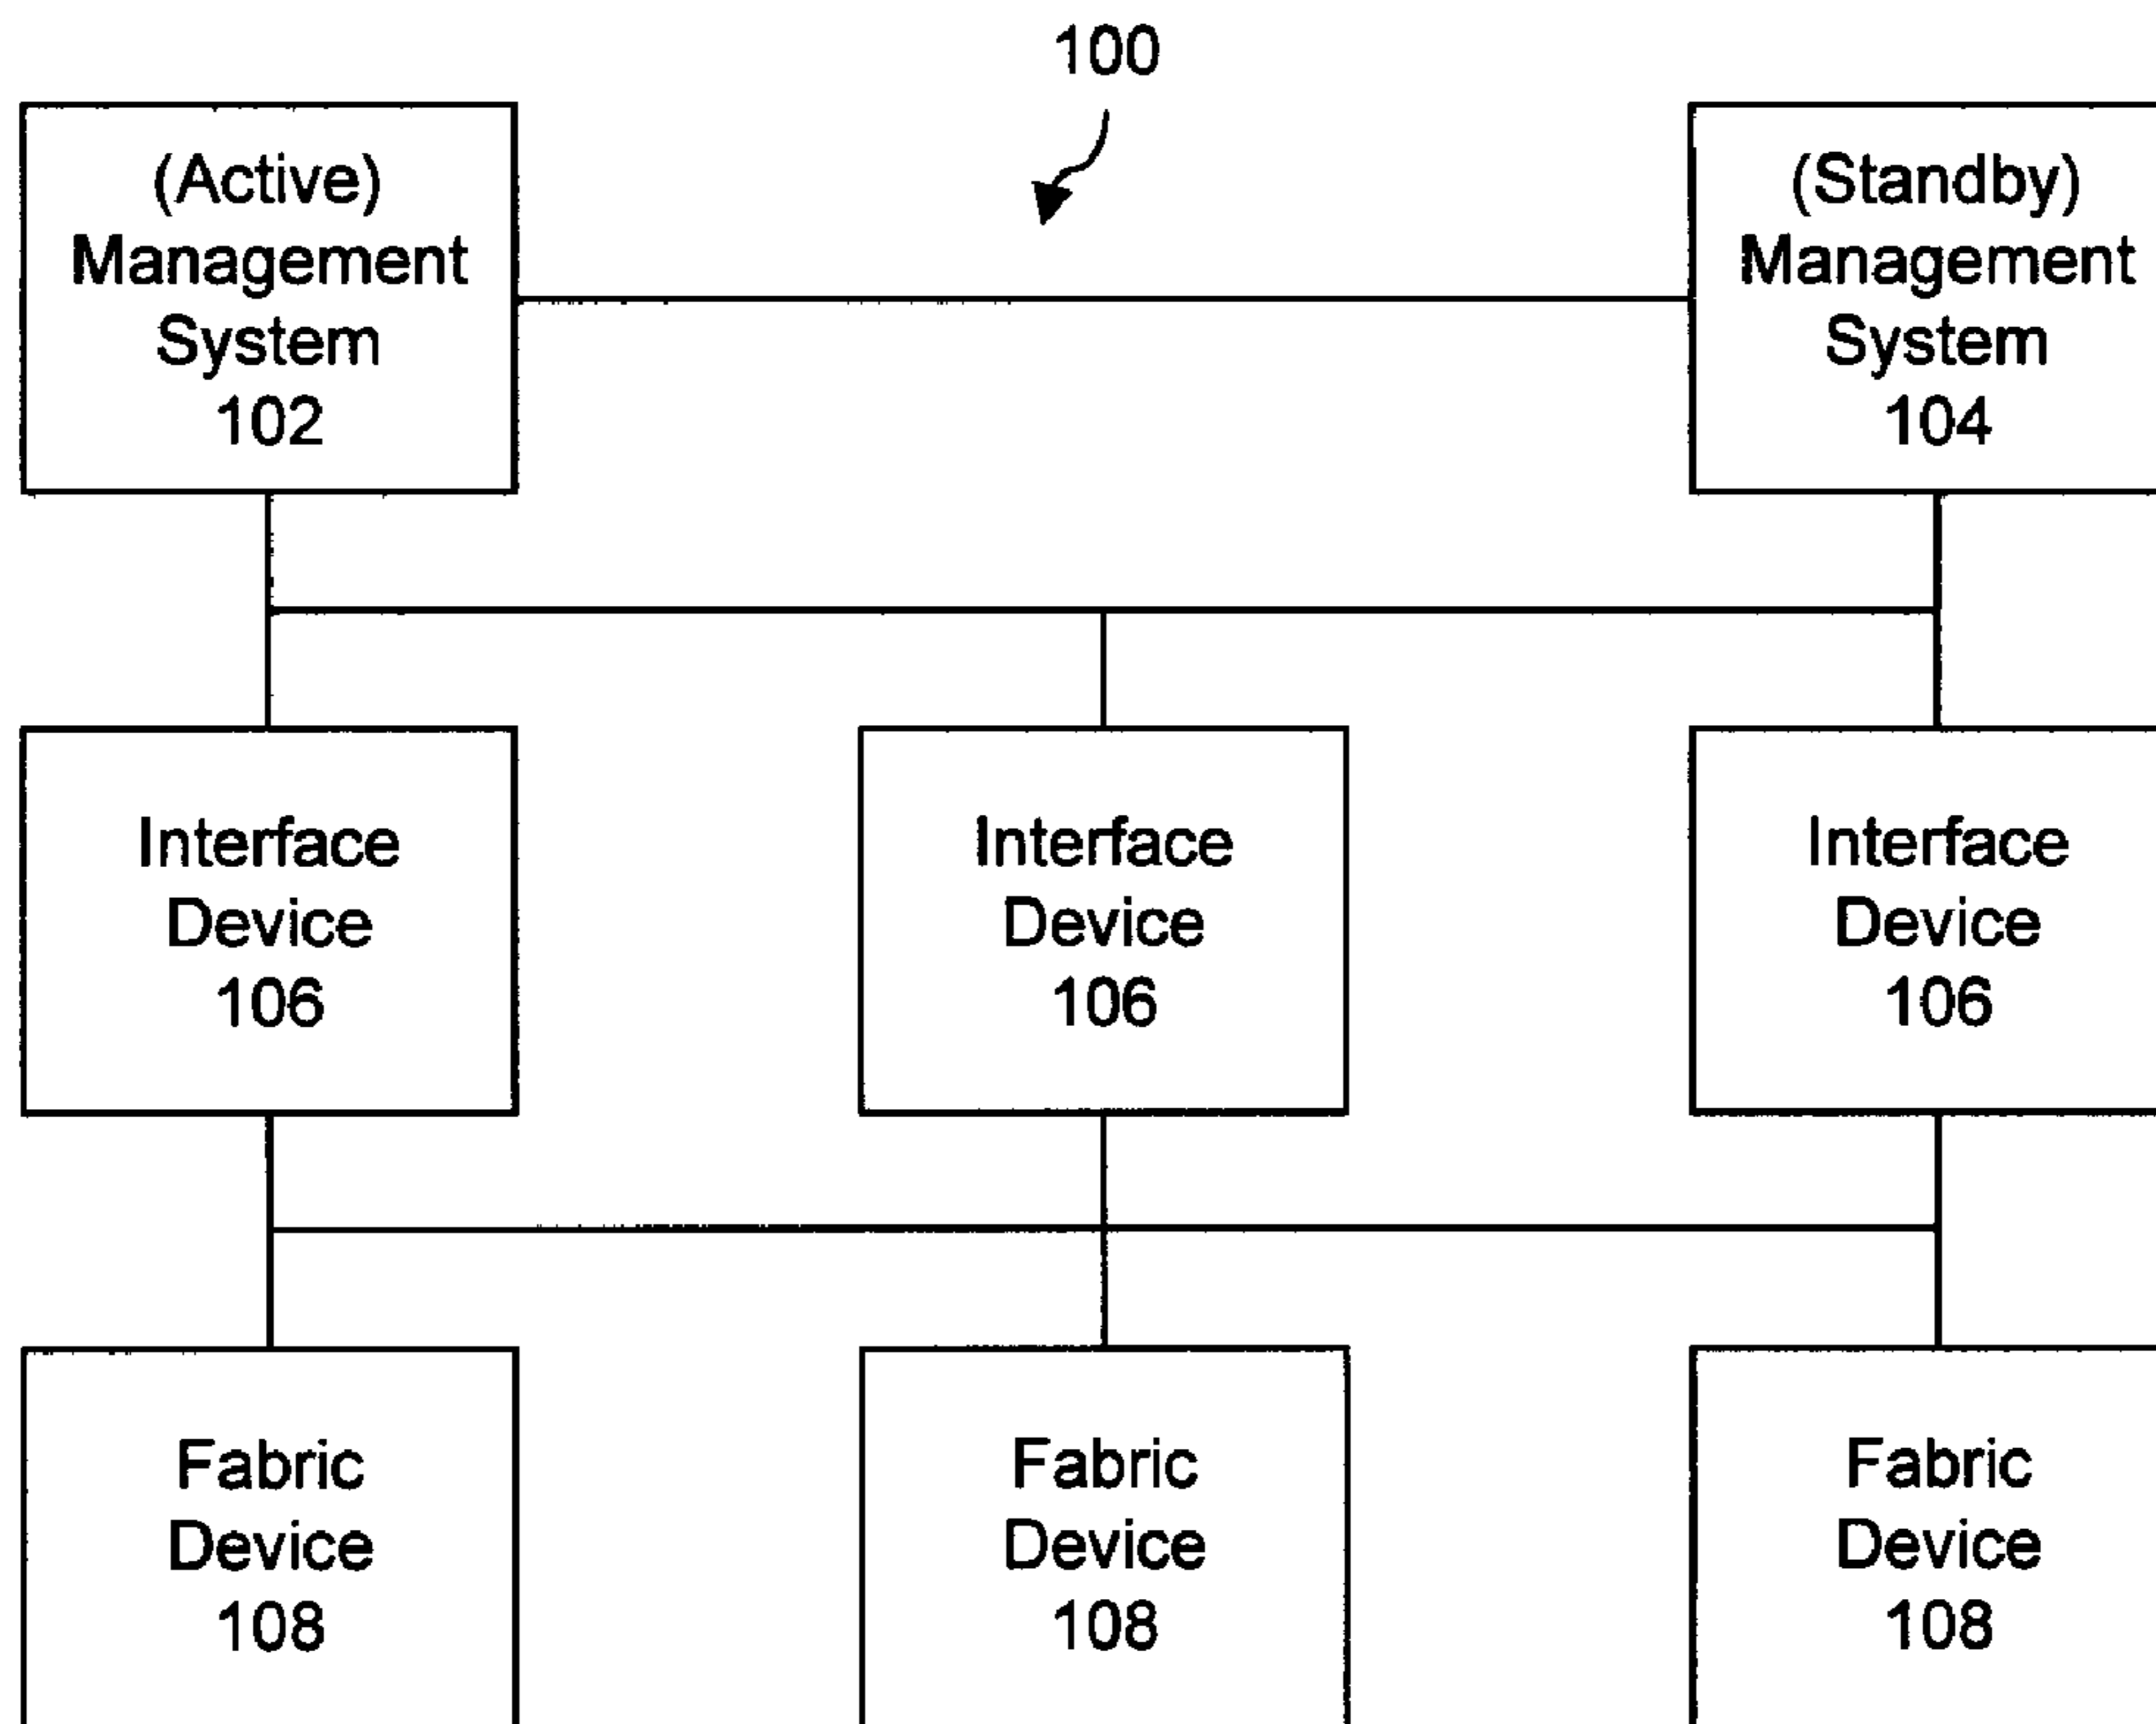 100
(Active)
Management
System
102
(Standby)
Management
System
104
Interface
Device
106
Interface
Device
106
Interface
Device
106
Fabric
Device
108
Fabric
Device
108
Fabric
Device
108